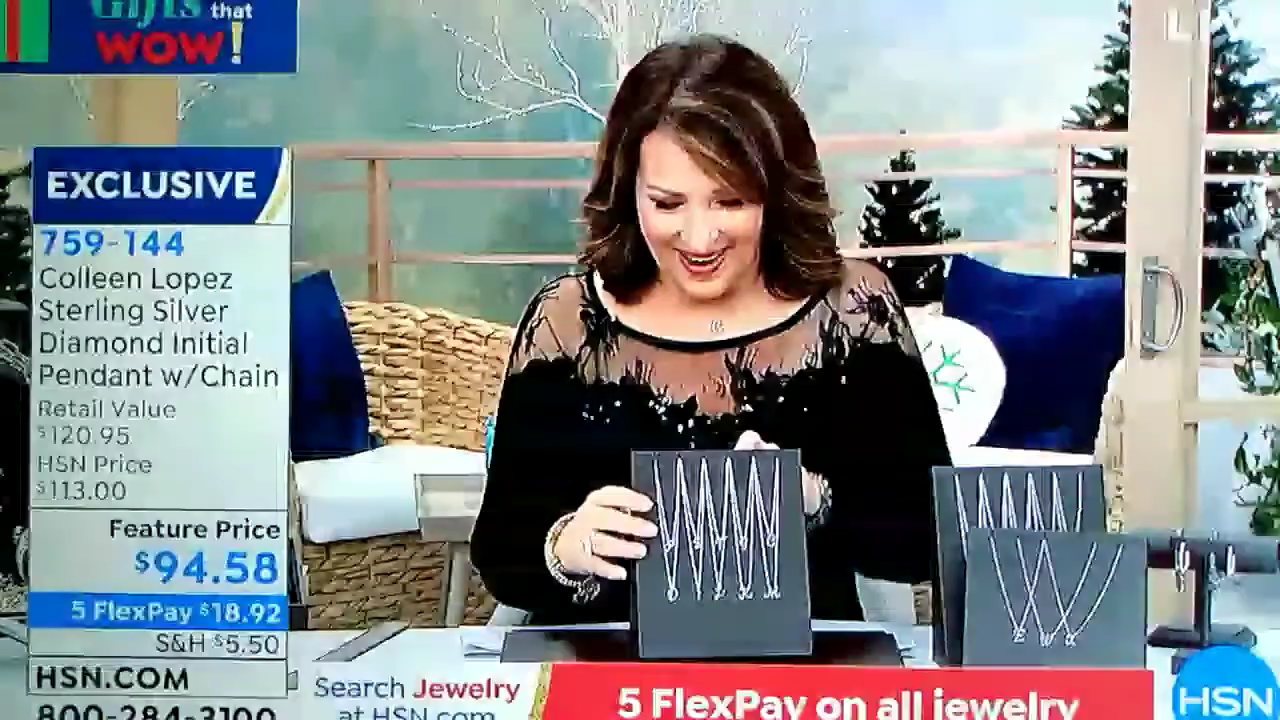 Gifts that
WOW!
EXCLUSIVE
759-144
Colleen Lopez
Sterling Silver
Diamond Initial
Pendant w/Chain
Retail Value
$120.95
HSN Price
$113.00
Feature Price
$94.58
5 FlexPay $18.92
S&H $5.50
HSN.COM
800-284-3100
Search Jewelry
at HSN.com
5 FlexPay on all jewelry
HSN